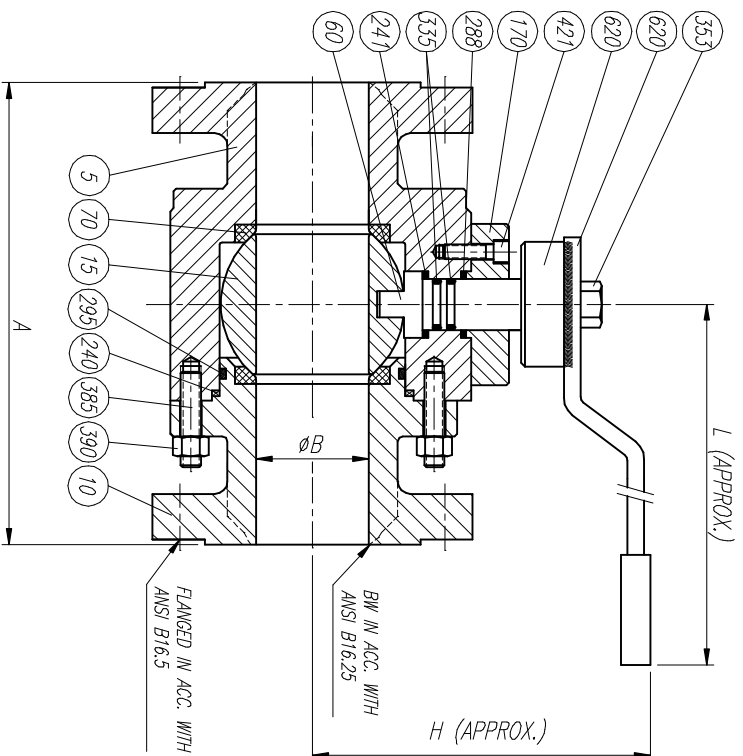 353
620
620
421
170
288
335
241
60
5
70
15
295
240
385
390
10
A
øB
L (APPROX.)
H (APPROX.)
BW IN ACC. WITH
ANSI B16.25
FLANGED IN ACC. WITH
ANSI B16.5